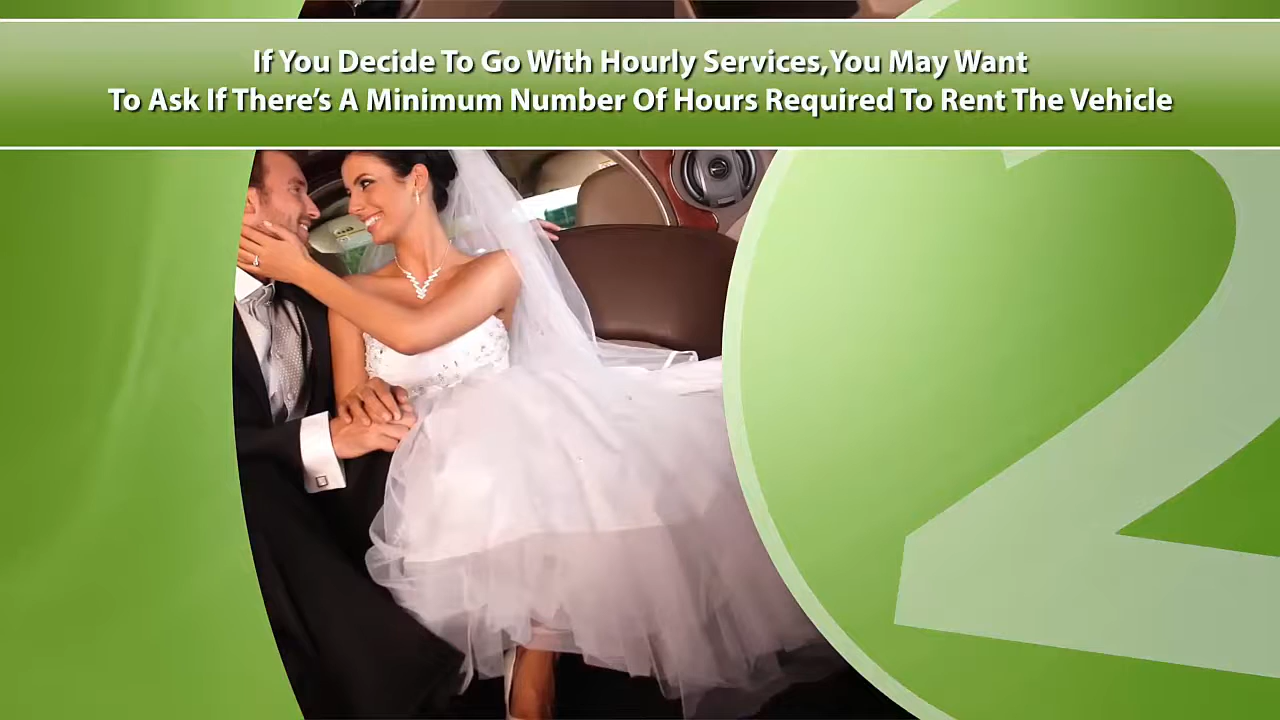 If You Decide To Go With Hourly Services,You May Want
To Ask If There’s A Minimum Number Of Hours Required To Rent The Vehicle
2